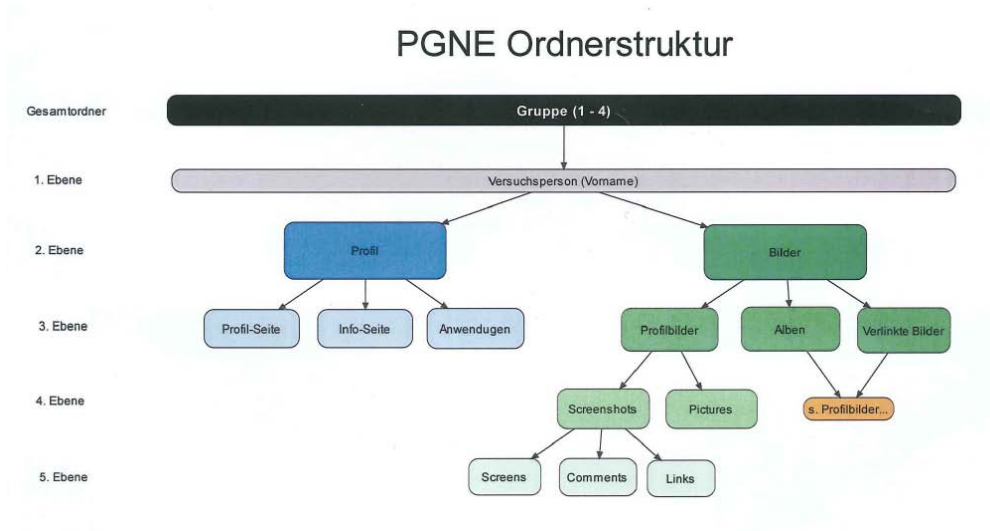 PGNE Ordnerstruktur
Gesamtordner
Gruppe (1 - 4)
1. Ebene
Versuchsperson (Vorname)
2. Ebene
Profil
Bilder
3. Ebene
Profil-Seite
Info-Seite
Anwendugen
Profilbilder
Alben
Verlinkte Bilder
4. Ebene
Screenshots
Pictures
s. Profilbilder...
5. Ebene
Screens
Comments
Links